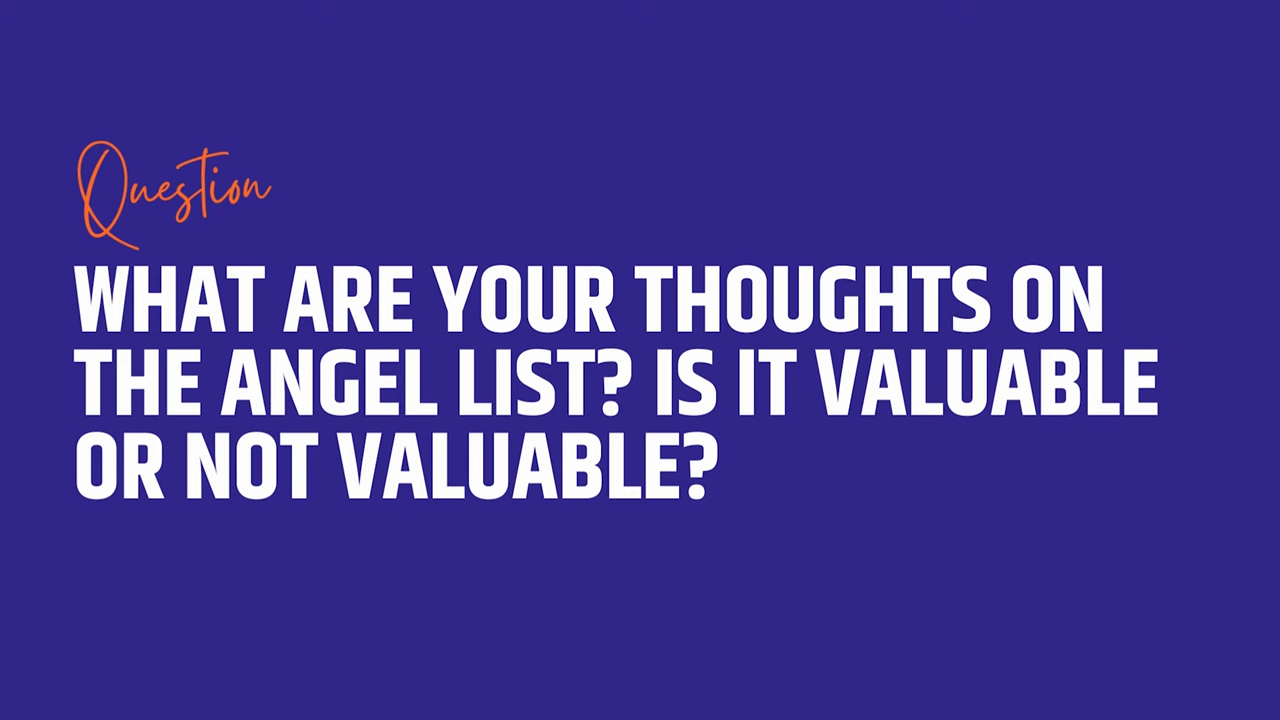 Question
WHAT ARE YOUR THOUGHTS ON
THE ANGEL LIST? IS IT VALUABLE
OR NOT VALUABLE?